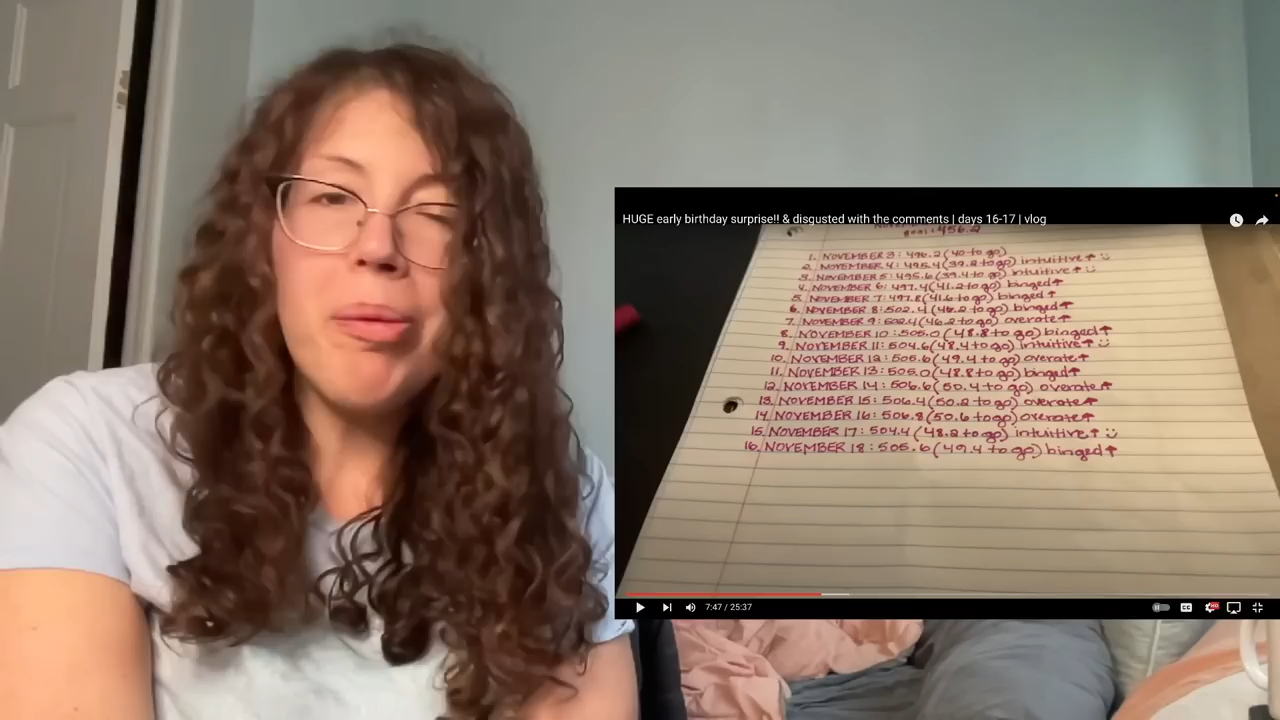 HUGE early birthday surprise!! & disgusted with the comments | days 16-17 | vlog
goal: 456.2
1. NOVEMBER 3: 496.2 (40 to go)
2. NOVEMBER 4: 495.4 (39.2 to go) intuitive↑ :)
3. NOVEMBER 5: 495.6 (39.4 to go) intuitive↑ :)
4. NOVEMBER 6: 497.4 (41.2 to go) binged↑
5. NOVEMBER 7: 497.8 (41.6 to go) binged↑
6. NOVEMBER 8: 502.4 (46.2 to go) binged↑
7. NOVEMBER 9: 502.4 (46.2 to go) overate↑
8. NOVEMBER 10: 505.0 (48.8 to go) binged↑
9. NOVEMBER 11: 504.6 (48.4 to go) intuitive↑ :)
10. NOVEMBER 12: 505.6 (49.4 to go) overate↑
11. NOVEMBER 13: 505.0 (48.8 to go) binged↑
12. NOVEMBER 14: 506.6 (50.4 to go) overate↑
13. NOVEMBER 15: 506.4 (50.2 to go) overate↑
14. NOVEMBER 16: 506.8 (50.6 to go) overate↑
15. NOVEMBER 17: 504.4 (48.2 to go) intuitive↑ :)
16. NOVEMBER 18: 505.6 (49.4 to go) binged↑
7:47 / 25:37
CC
HD